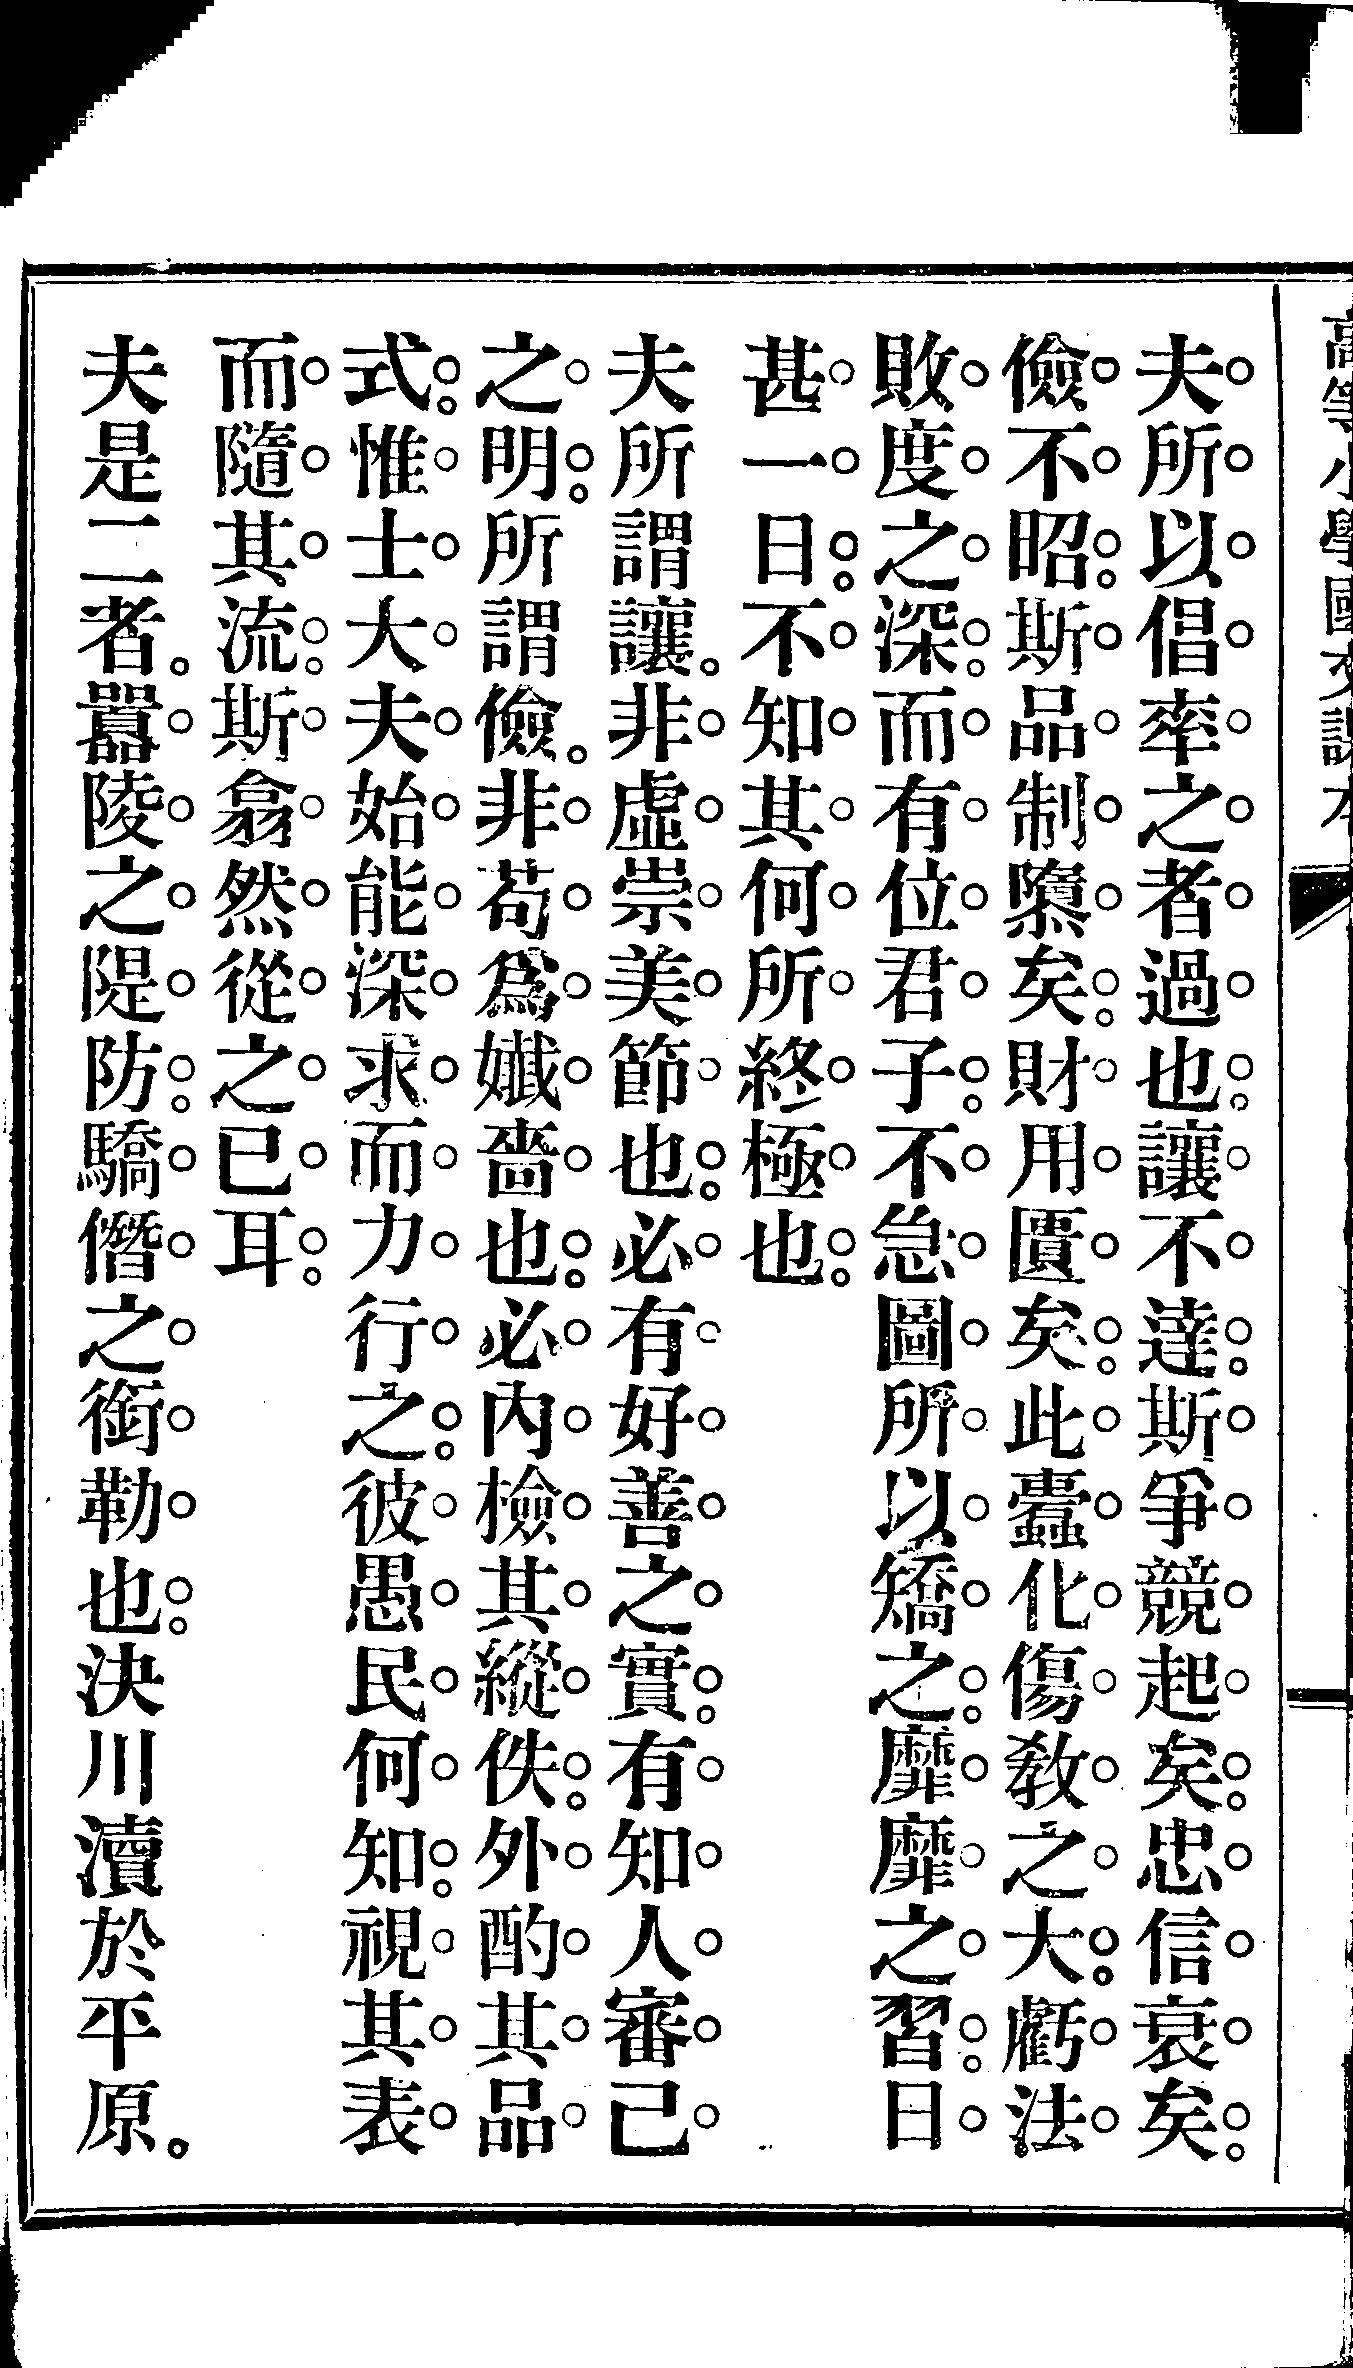 高等小學國文課本
夫所以倡率之者過也。讓不達。斯爭競起矣。忠信衰矣。
儉不昭。斯品制隳矣。財用匱矣。此蠹化傷敎之大。虧法
敗度之深。而有位君子。不急圖所以矯之。靡靡之習。日
甚一日。不知其何所終極也。
夫所謂讓。非虛崇美節也。必有好善之實。有知人審己
之明。所謂儉。非苟爲孅嗇也。必內檢其縱佚。外酌其品
式。惟士大夫始能深求而力行之。彼愚民何知。視其表
而隨其流。斯翕然從之已耳。
夫是二者。囂陵之隄防。驕僭之銜勒也。決川瀆於平原。